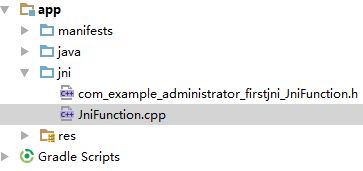 app
manifests
java
jni
com_example_administrator_firstjni_JniFunction.h
JniFunction.cpp
res
Gradle Scripts